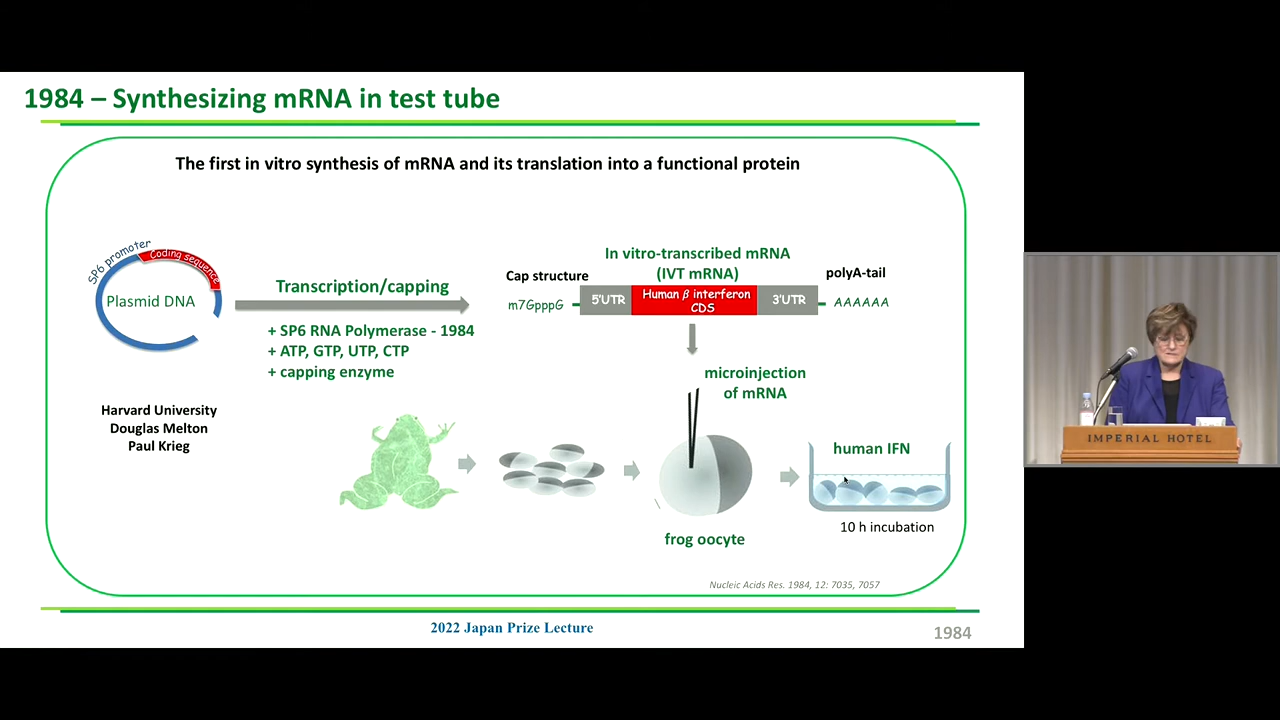 1984 – Synthesizing mRNA in test tube
The first in vitro synthesis of mRNA and its translation into a functional protein
SP6 promoter
Coding sequence
Plasmid DNA
Transcription/capping
+ SP6 RNA Polymerase - 1984
+ ATP, GTP, UTP, CTP
+ capping enzyme
Harvard University
Douglas Melton
Paul Krieg
In vitro-transcribed mRNA
(IVT mRNA)
Cap structure
polyA-tail
m7GpppG
5'UTR
Human β interferon
CDS
3'UTR
AAAAAA
microinjection
of mRNA
frog oocyte
human IFN
10 h incubation
Nucleic Acids Res. 1984, 12: 7035, 7057
2022 Japan Prize Lecture
1984
IMPERIAL HOTEL